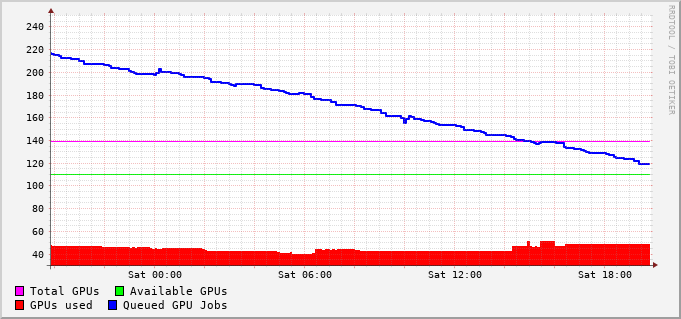 RRDTOOL / TOBI OETIKER
240
220
200
180
160
140
120
100
80
60
40
Sat 00:00 Sat 06:00 Sat 12:00 Sat 18:00
Total GPUs Available GPUs
GPUs used Queued GPU Jobs